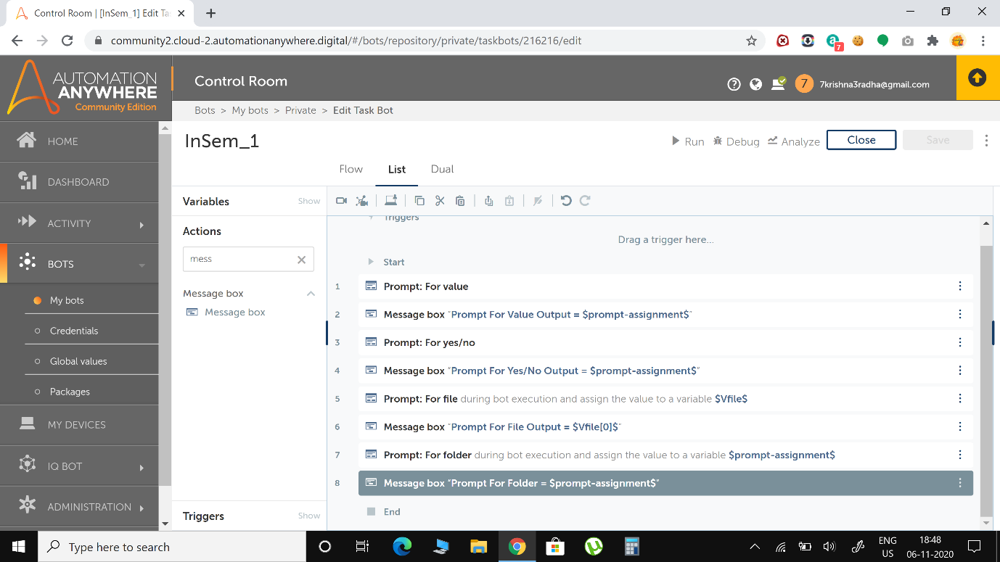 Control Room | [InSem_1] Edit Ta
community2.cloud-2.automationanywhere.digital/#/bots/repository/private/taskbots/216216/edit
7
AUTOMATION
ANYWHERE
Community Edition
Control Room
7
7krishna3radha@gmail.com
Bots > My bots > Private > Edit Task Bot
HOME
DASHBOARD
ACTIVITY
BOTS
My bots
Credentials
Global values
Packages
MY DEVICES
IQ BOT
ADMINISTRATION
InSem_1
Run
Debug
Analyze
Close
Save
Flow
List
Dual
Variables
Show
Actions
mess
Message box
Message box
Triggers
Show
Triggers
Drag a trigger here...
Start
1 Prompt: For value
2 Message box "Prompt For Value Output = $prompt-assignment$"
3 Prompt: For yes/no
4 Message box "Prompt For Yes/No Output = $prompt-assignment$"
5 Prompt: For file during bot execution and assign the value to a variable $Vfile$
6 Message box "Prompt For File Output = $Vfile[0]$"
7 Prompt: For folder during bot execution and assign the value to a variable $prompt-assignment$
8 Message box "Prompt For Folder = $prompt-assignment$"
End
Type here to search
ENG
US
18:48
06-11-2020